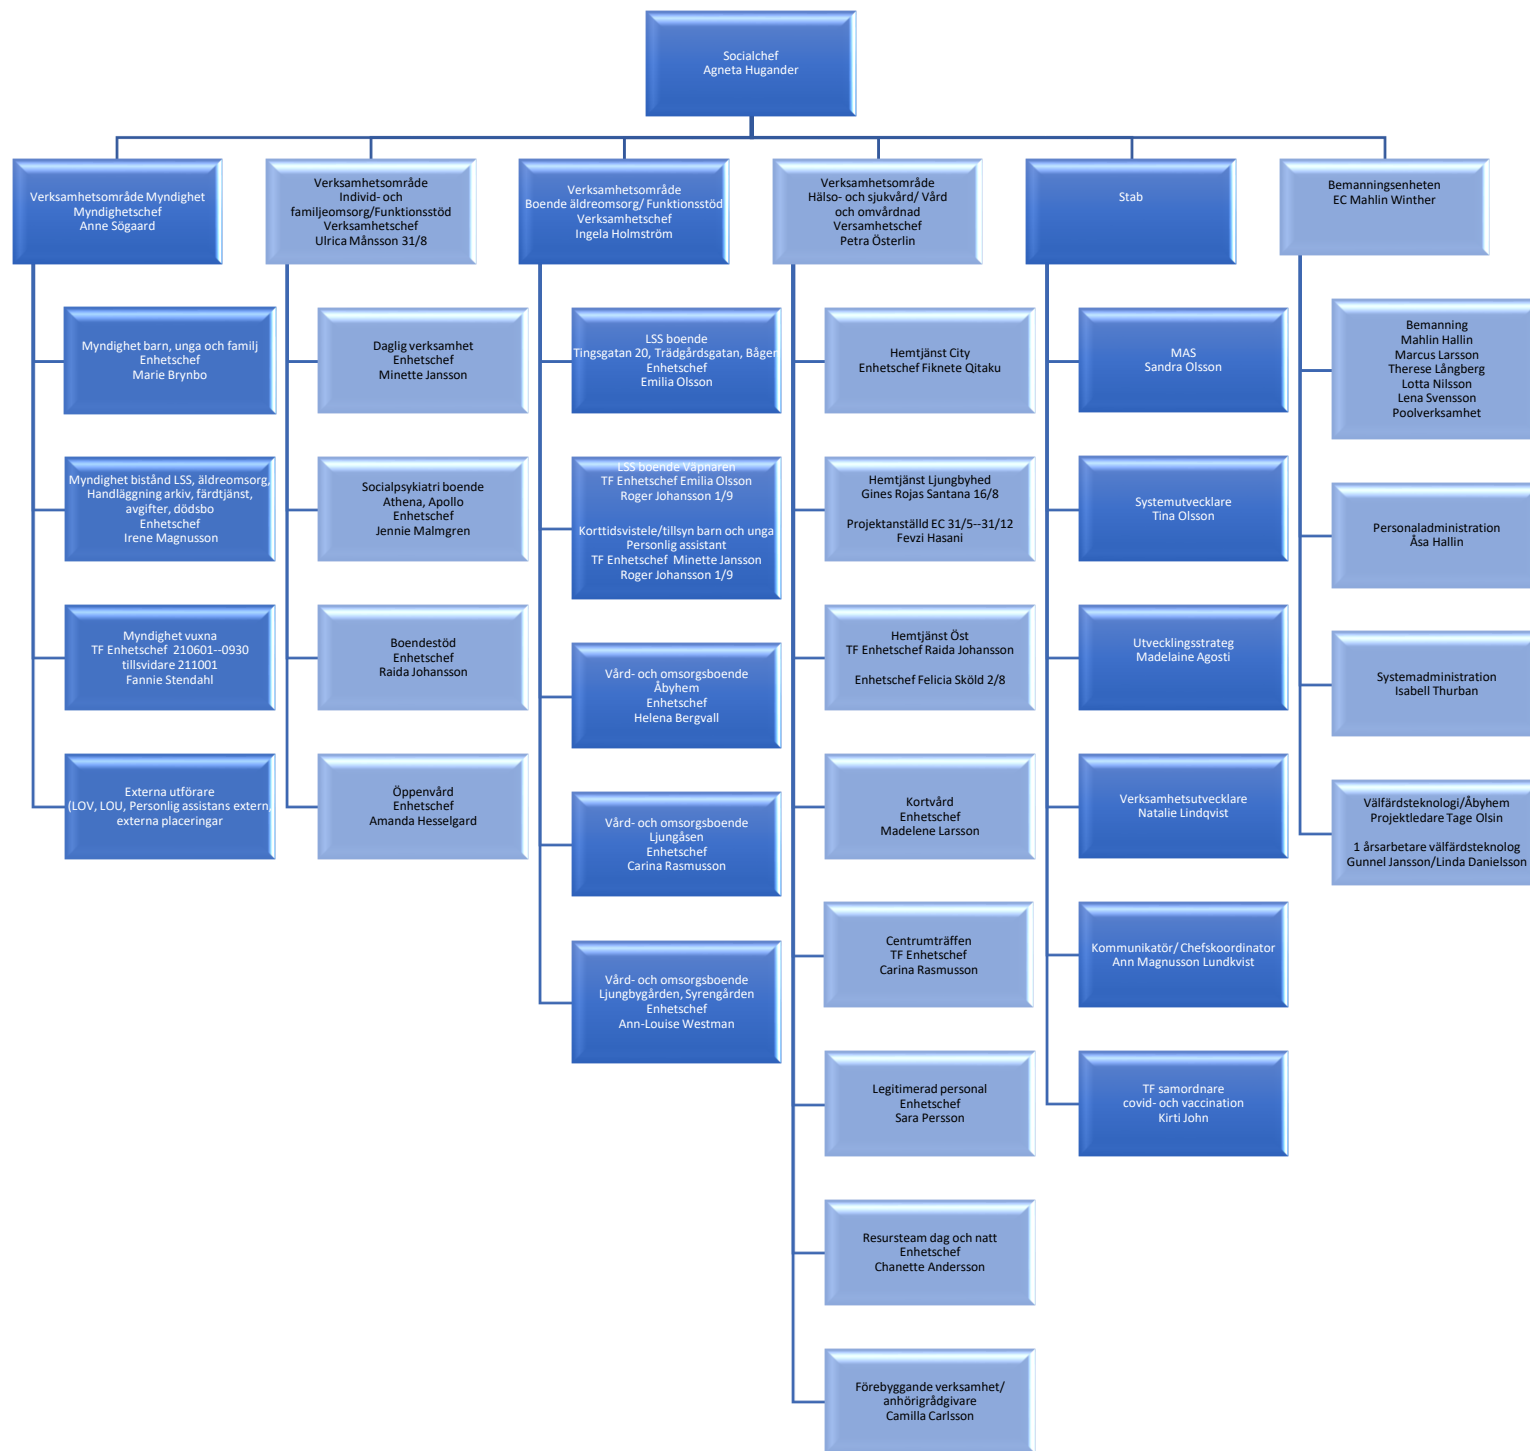 Socialchef
Agneta Hugander
Verksamhetsområde Myndighet
Myndighetschef
Anne Sögaard
Myndighet barn, unga och familj
Enhetschef
Marie Brynbo
Myndighet bistånd LSS, äldreomsorg,
Handläggning arkiv, färdtjänst,
avgifter, dödsbo
Enhetschef
Irene Magnusson
Myndighet vuxna
TF Enhetschef 210601--0930
tillsvidare 211001
Fannie Stendahl
Externa utförare
(LOV, LOU, Personlig assistans extern,
externa placeringar
Verksamhetsområde
Individ- och
familjeomsorg/Funktionsstöd
Verksamhetschef
Ulrica Månsson 31/8
Daglig verksamhet
Enhetschef
Minette Jansson
Socialpsykiatri boende
Athena, Apollo
Enhetschef
Jennie Malmgren
Boendestöd
Enhetschef
Raida Johansson
Öppenvård
Enhetschef
Amanda Hesselgard
Verksamhetsområde
Boende äldreomsorg/ Funktionsstöd
Verksamhetschef
Ingela Holmström
LSS boende
Tingsgatan 20, Trädgårdsgatan, Bågen
Enhetschef
Emilia Olsson
LSS boende Väpnaren
TF Enhetschef Emilia Olsson
Roger Johansson 1/9
Korttidsvistele/tillsyn barn och unga
Personlig assistant
TF Enhetschef Minette Jansson
Roger Johansson 1/9
Vård- och omsorgsboende
Åbyhem
Enhetschef
Helena Bergvall
Vård- och omsorgsboende
Ljungåsen
Enhetschef
Carina Rasmusson
Vård- och omsorgsboende
Ljungbygården, Syrengården
Enhetschef
Ann-Louise Westman
Verksamhetsområde
Hälso- och sjukvård/ Vård
och omvårdnad
Versamhetschef
Petra Österlin
Hemtjänst City
Enhetschef Fiknete Qitaku
Hemtjänst Ljungbyhed
Gines Rojas Santana 16/8
Projektanställd EC 31/5--31/12
Fevzi Hasani
Hemtjänst Öst
TF Enhetschef Raida Johansson
Enhetschef Felicia Sköld 2/8
Kortvård
Enhetschef
Madelene Larsson
Centrumträffen
TF Enhetschef
Carina Rasmusson
Legitimerad personal
Enhetschef
Sara Persson
Resursteam dag och natt
Enhetschef
Chanette Andersson
Förebyggande verksamhet/
anhörigrådgivare
Camilla Carlsson
Stab
MAS
Sandra Olsson
Systemutvecklare
Tina Olsson
Utvecklingsstrateg
Madelaine Agosti
Verksamhetsutvecklare
Natalie Lindqvist
Kommunikatör/ Chefskoordinator
Ann Magnusson Lundkvist
TF samordnare
covid- och vaccination
Kirti John
Bemanningsenheten
EC Mahlin Winther
Bemanning
Mahlin Hallin
Marcus Larsson
Therese Långberg
Lotta Nilsson
Lena Svensson
Poolverksamhet
Personaladministration
Åsa Hallin
Systemadministration
Isabell Thurban
Välfärdsteknologi/Åbyhem
Projektledare Tage Olsin
1 årsarbetare välfärdsteknolog
Gunnel Jansson/Linda Danielsson